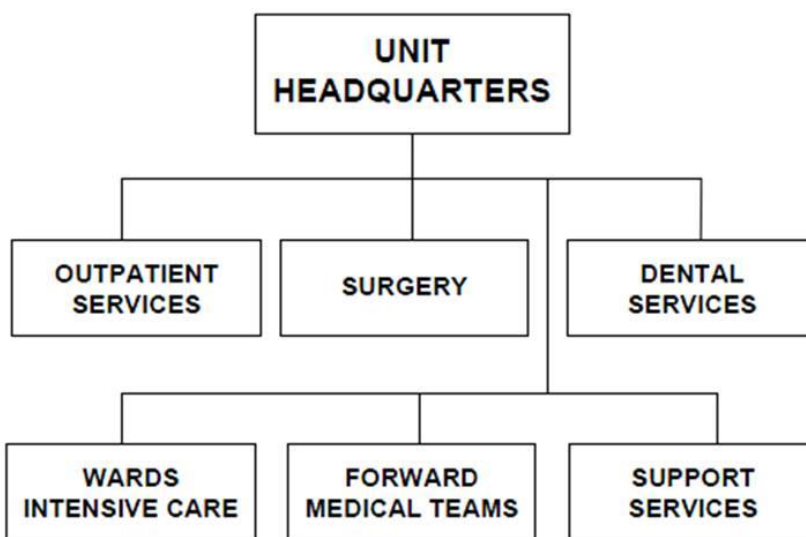 UNIT
HEADQUARTERS
OUTPATIENT
SERVICES
SURGERY
DENTAL
SERVICES
WARDS
INTENSIVE CARE
FORWARD
MEDICAL TEAMS
SUPPORT
SERVICES